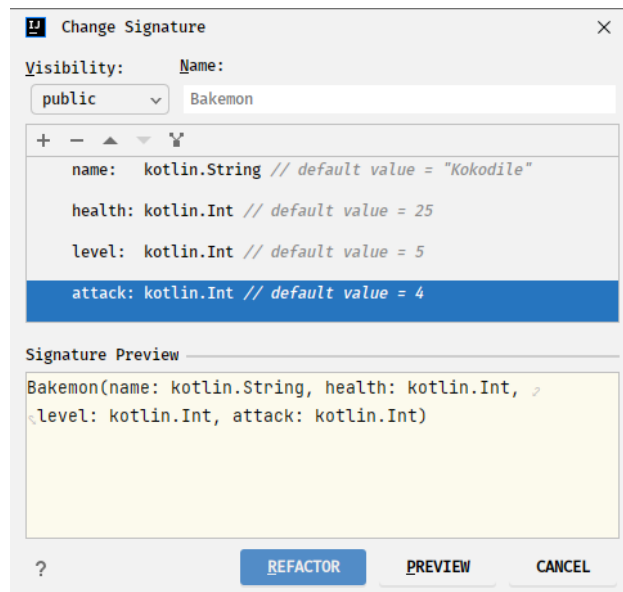 IJ Change Signature
Visibility: Name:
public Bakemon
name: kotlin.String // default value = "Kokodile"
health: kotlin.Int // default value = 25
level: kotlin.Int // default value = 5
attack: kotlin.Int // default value = 4
Signature Preview
Bakemon(name: kotlin.String, health: kotlin.Int,
level: kotlin.Int, attack: kotlin.Int)
? REFACTOR PREVIEW CANCEL